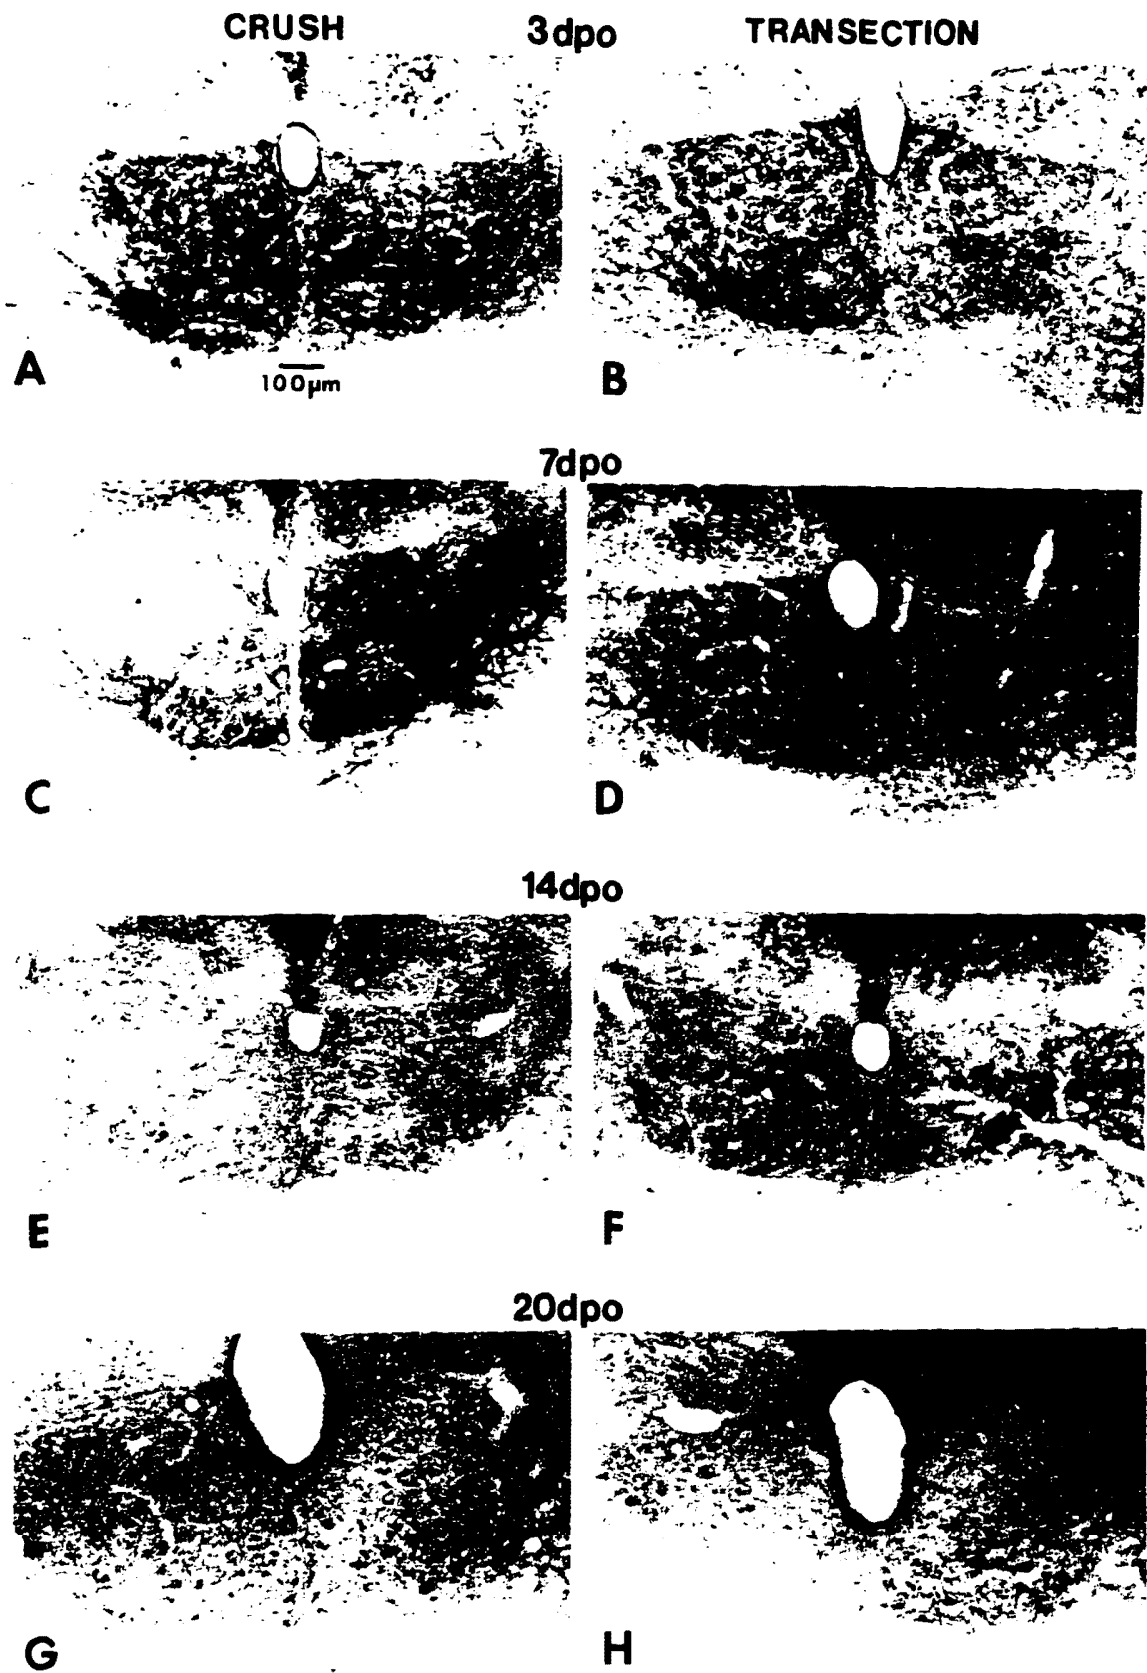 CRUSH 3dpo TRANSECTION
A 100µm B
7dpo
C D
14dpo
E F
20dpo
G H